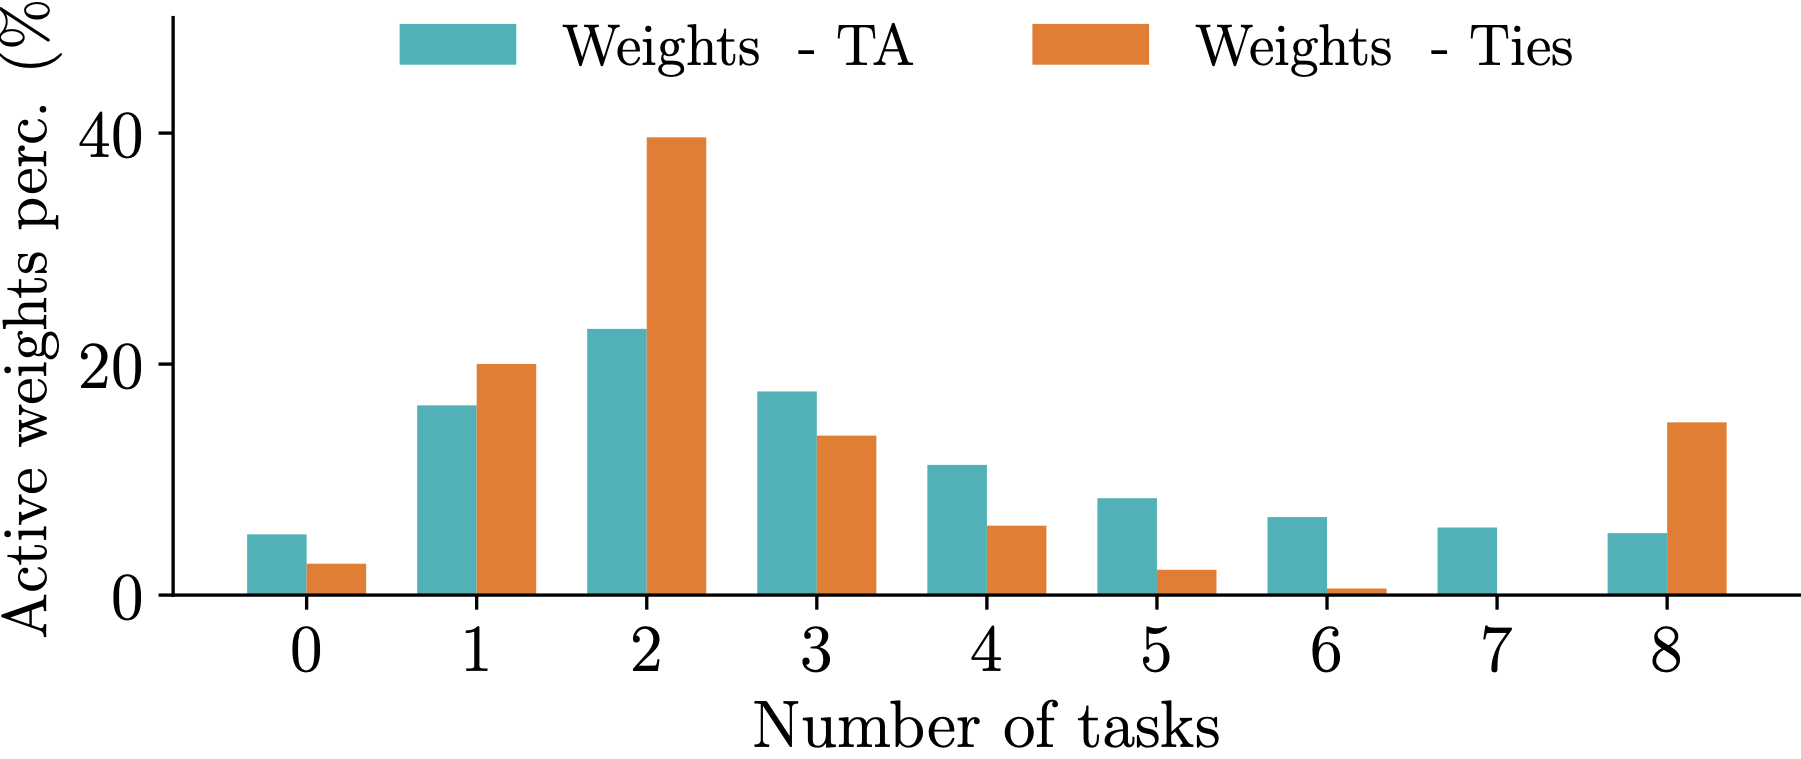 Weights - TA
Weights - Ties
Active weights perc. (%
40
20
0
0 1 2 3 4 5 6 7 8
Number of tasks